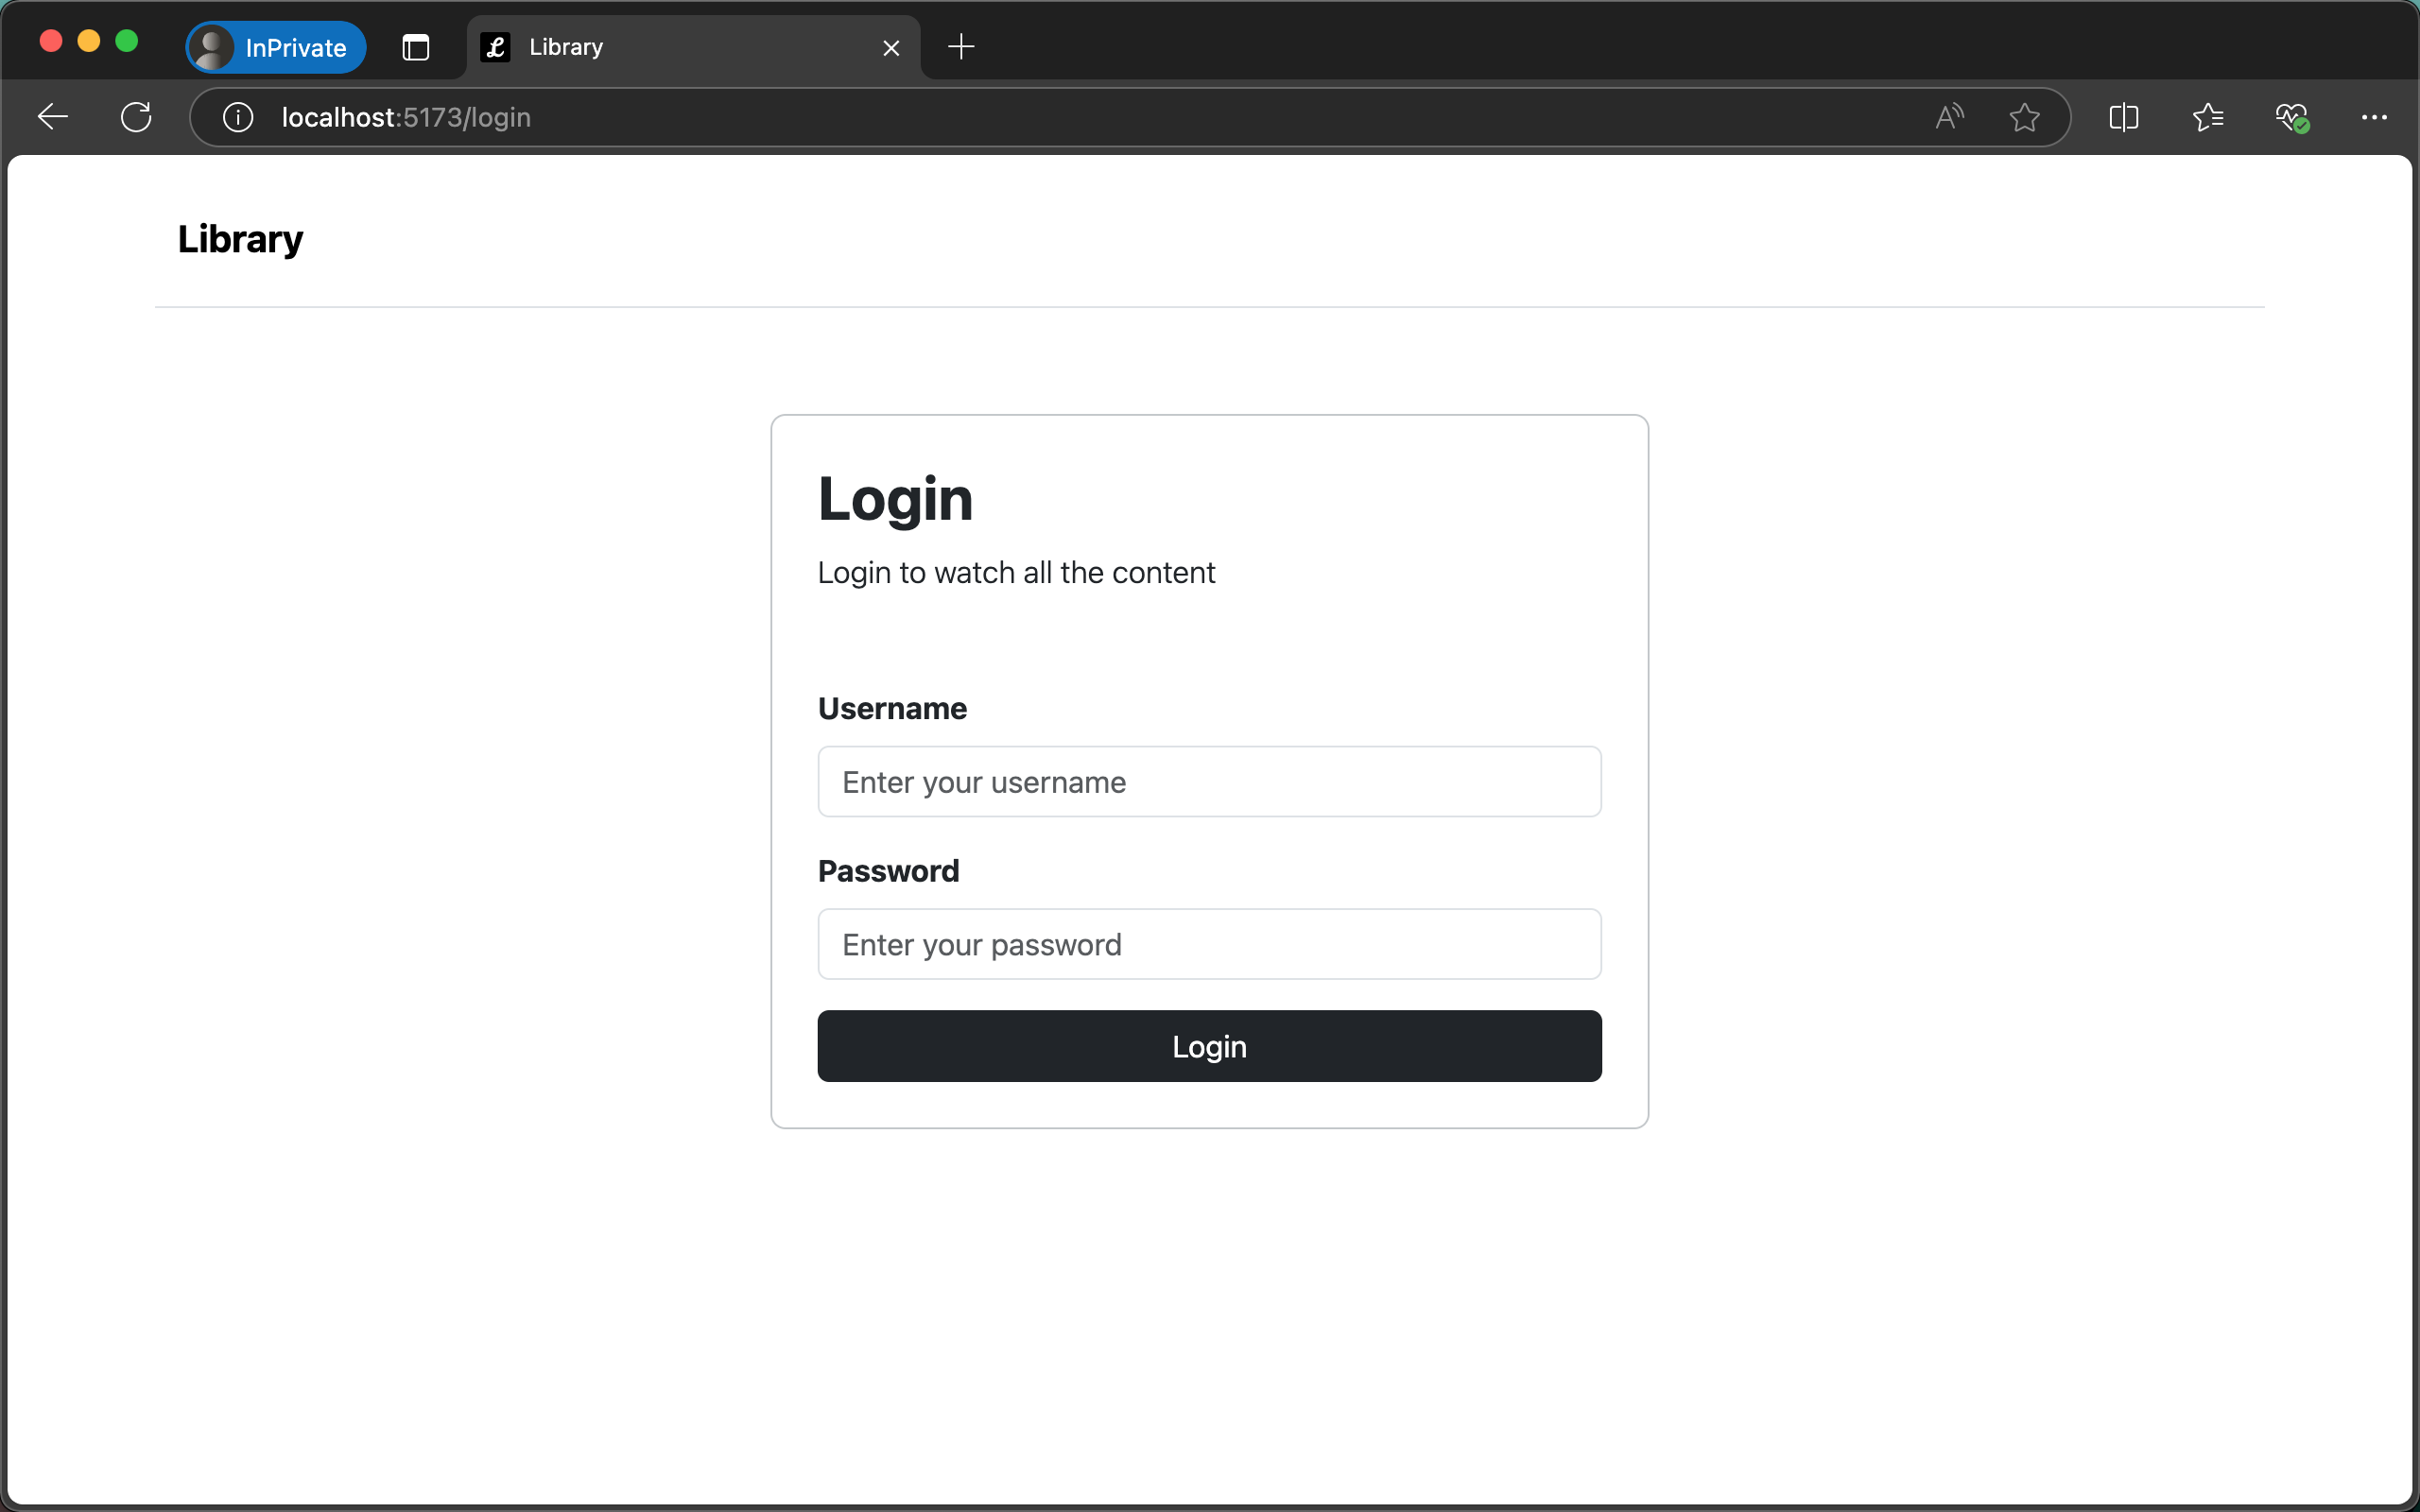 InPrivate
Library
localhost:5173/login
Library
Login
Login to watch all the content
Username
Enter your username
Password
Enter your password
Login